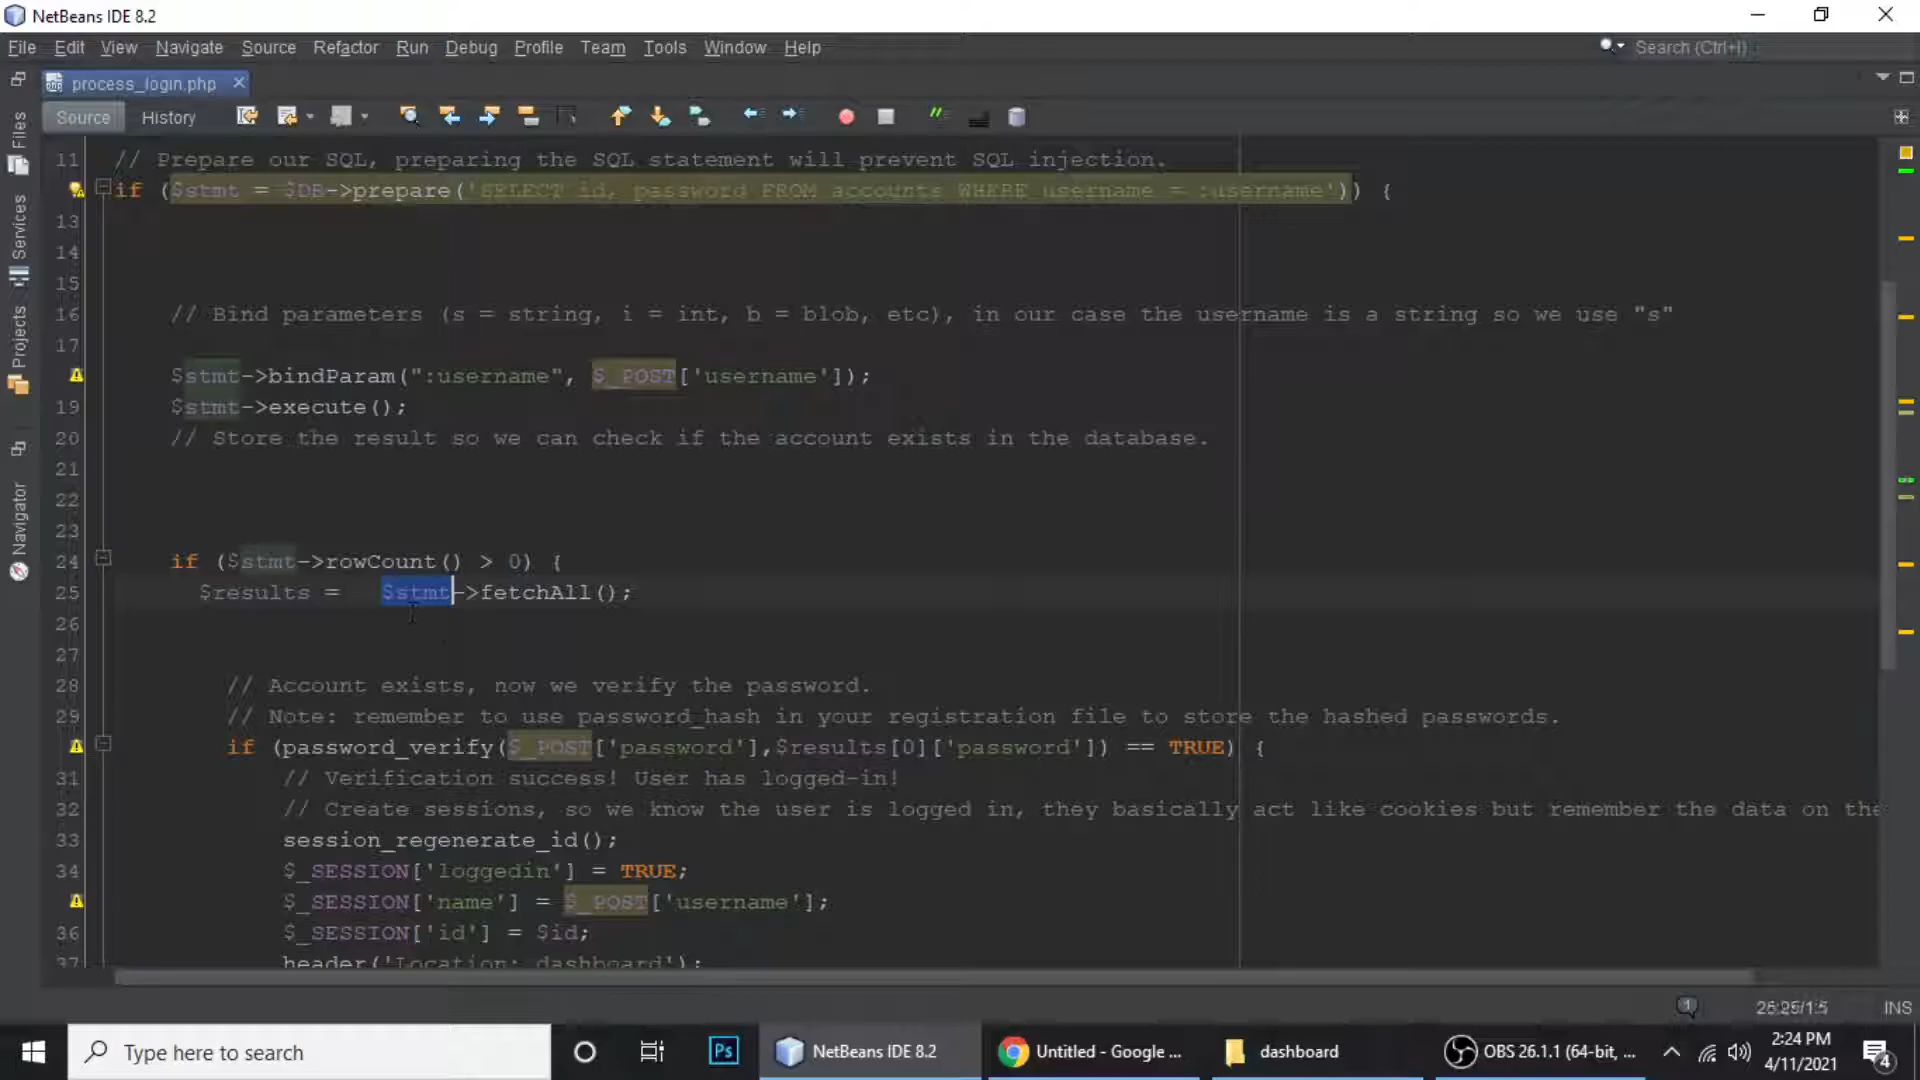 NetBeans IDE 8.2
File Edit View Navigate Source Refactor Run Debug Profile Team Tools Window Help
Search (Ctrl+I)
process_login.php
Source History
Files
Services
Projects
Navigator
11 // Prepare our SQL, preparing the SQL statement will prevent SQL injection.
if ($stmt = $DB->prepare('SELECT id, password FROM accounts WHERE username = :username')) {
13
14
15
16 // Bind parameters (s = string, i = int, b = blob, etc), in our case the username is a string so we use "s"
17
$stmt->bindParam(":username", $_POST['username']);
19 $stmt->execute();
20 // Store the result so we can check if the account exists in the database.
21
22
23
24 if ($stmt->rowCount() > 0) {
25 $results = $stmt->fetchAll();
26
27
28 // Account exists, now we verify the password.
29 // Note: remember to use password_hash in your registration file to store the hashed passwords.
if (password_verify($_POST['password'],$results[0]['password']) == TRUE) {
31 // Verification success! User has logged-in!
32 // Create sessions, so we know the user is logged in, they basically act like cookies but remember the data on the
33 session_regenerate_id();
34 $_SESSION['loggedin'] = TRUE;
$_SESSION['name'] = $_POST['username'];
36 $_SESSION['id'] = $id;
37 header('Location: dashboard');
1
INS
Type here to search
Ps
NetBeans IDE 8.2
Untitled - Google ...
dashboard
OBS 26.1.1 (64-bit, ...
2:24 PM
4/11/2021
4